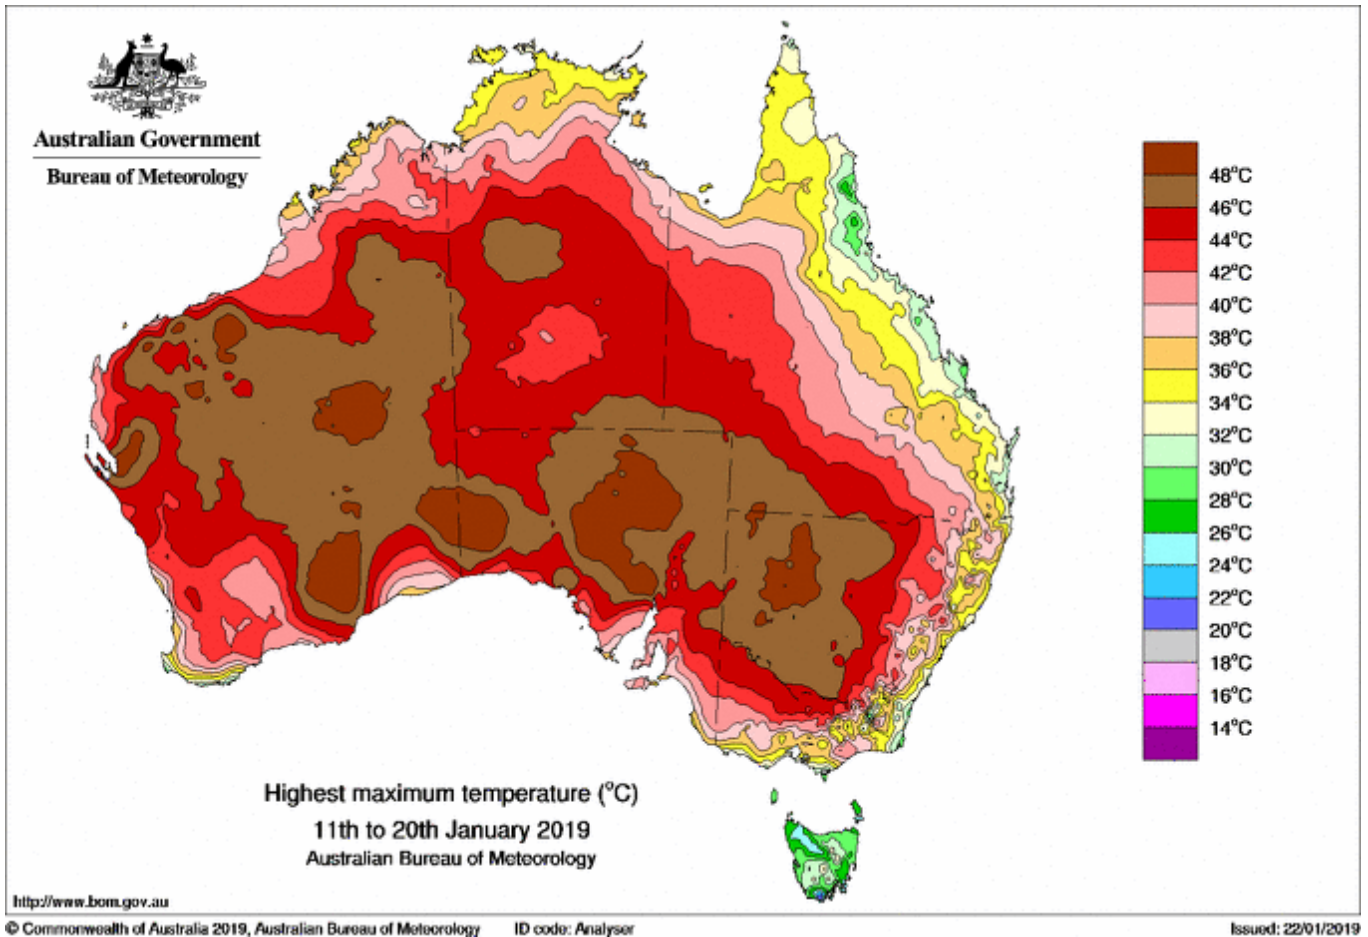 Australian Government
Bureau of Meteorology
48°C
46°C
44°C
42°C
40°C
38°C
36°C
34°C
32°C
30°C
28°C
26°C
24°C
22°C
20°C
18°C
16°C
14°C
Highest maximum temperature (°C)
11th to 20th January 2019
Australian Bureau of Meteorology
http://www.bom.gov.au
© Commonwealth of Australia 2019, Australian Bureau of Meteorology ID code: Analyser Issued: 22/01/2019